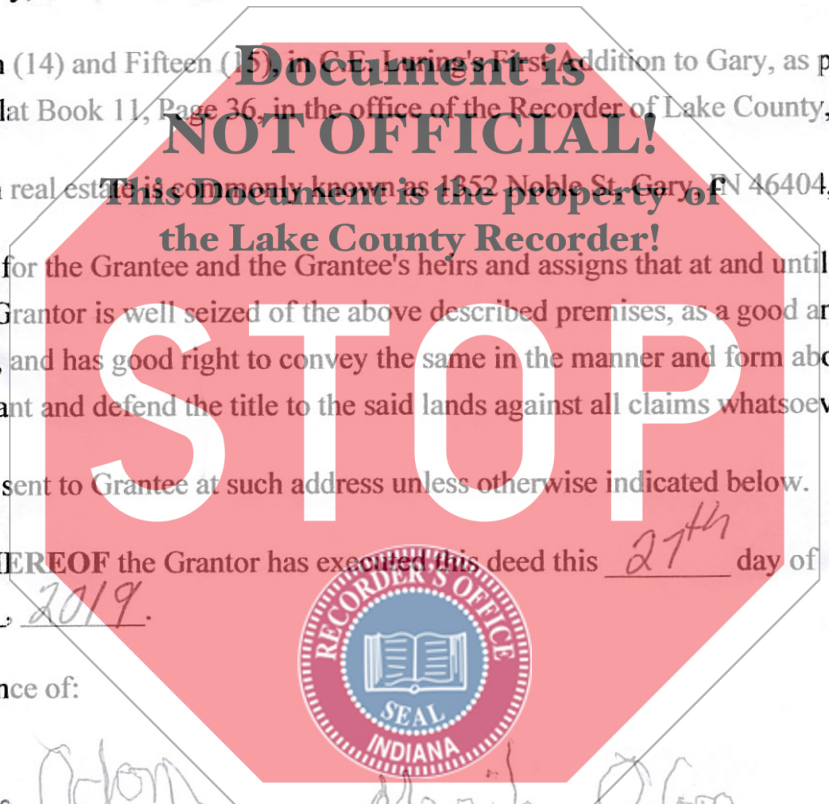 (14) and Fifteen (15), in C.E. Luring's First Addition to Gary, as p
lat Book 11, Page 36, in the office of the Recorder of Lake County,
real estate is commonly known as 1352 Noble St, Gary, IN 46404,
for the Grantee and the Grantee's heirs and assigns that at and until
Grantor is well seized of the above described premises, as a good an
, and has good right to convey the same in the manner and form abo
ant and defend the title to the said lands against all claims whatsoev
sent to Grantee at such address unless otherwise indicated below.
EREOF the Grantor has executed this deed this 27th day of
, 2019.
nce of:
Document is
NOT OFFICIAL!
This Document is the property of
the Lake County Recorder!
STOP
RECORDER'S OFFICE
SEAL
INDIANA